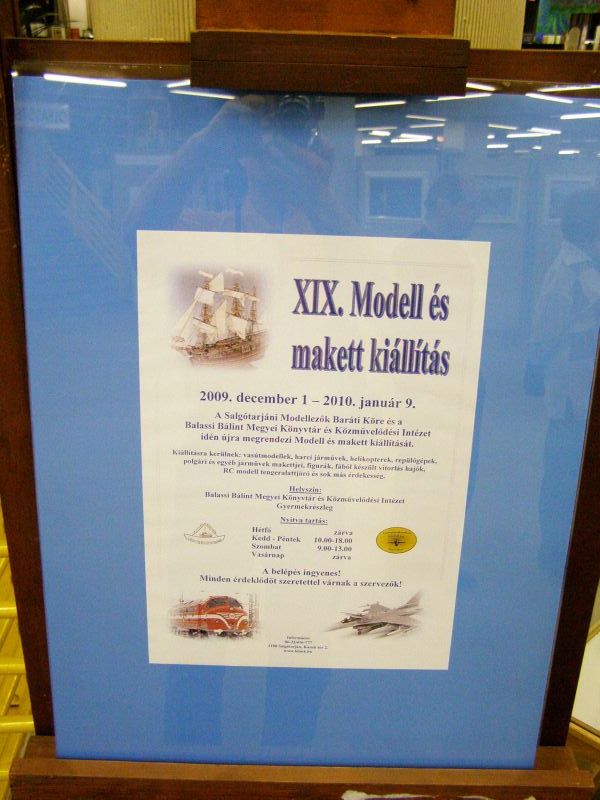 XIX. Modell és
makett kiállítás
2009. december 1 – 2010. január 9.
A Salgótarjáni Modellezők Baráti Köre és a
Balassi Bálint Megyei Könyvtár és Közművelődési Intézet
idén újra megrendezi Modell és makett kiállítását.
Kiállításra kerülnek: vasútmodellek, harci járművek, helikopterek, repülőgépek,
polgári és egyéb járművek makettjei, figurák, fából készült vitorlás hajók,
RC modell tengeralattjáró és sok más érdekesség.
Helyszín:
Balassi Bálint Megyei Könyvtár és Közművelődési Intézet
Gyermekrészleg
Nyitva tartás:
Hétfő zárva
Kedd - Péntek 10.00-18.00
Szombat 9.00-13.00
Vasárnap zárva
A belépés ingyenes!
Minden érdeklődőt szeretettel várnak a szervezők!
3100 Salgótarján,